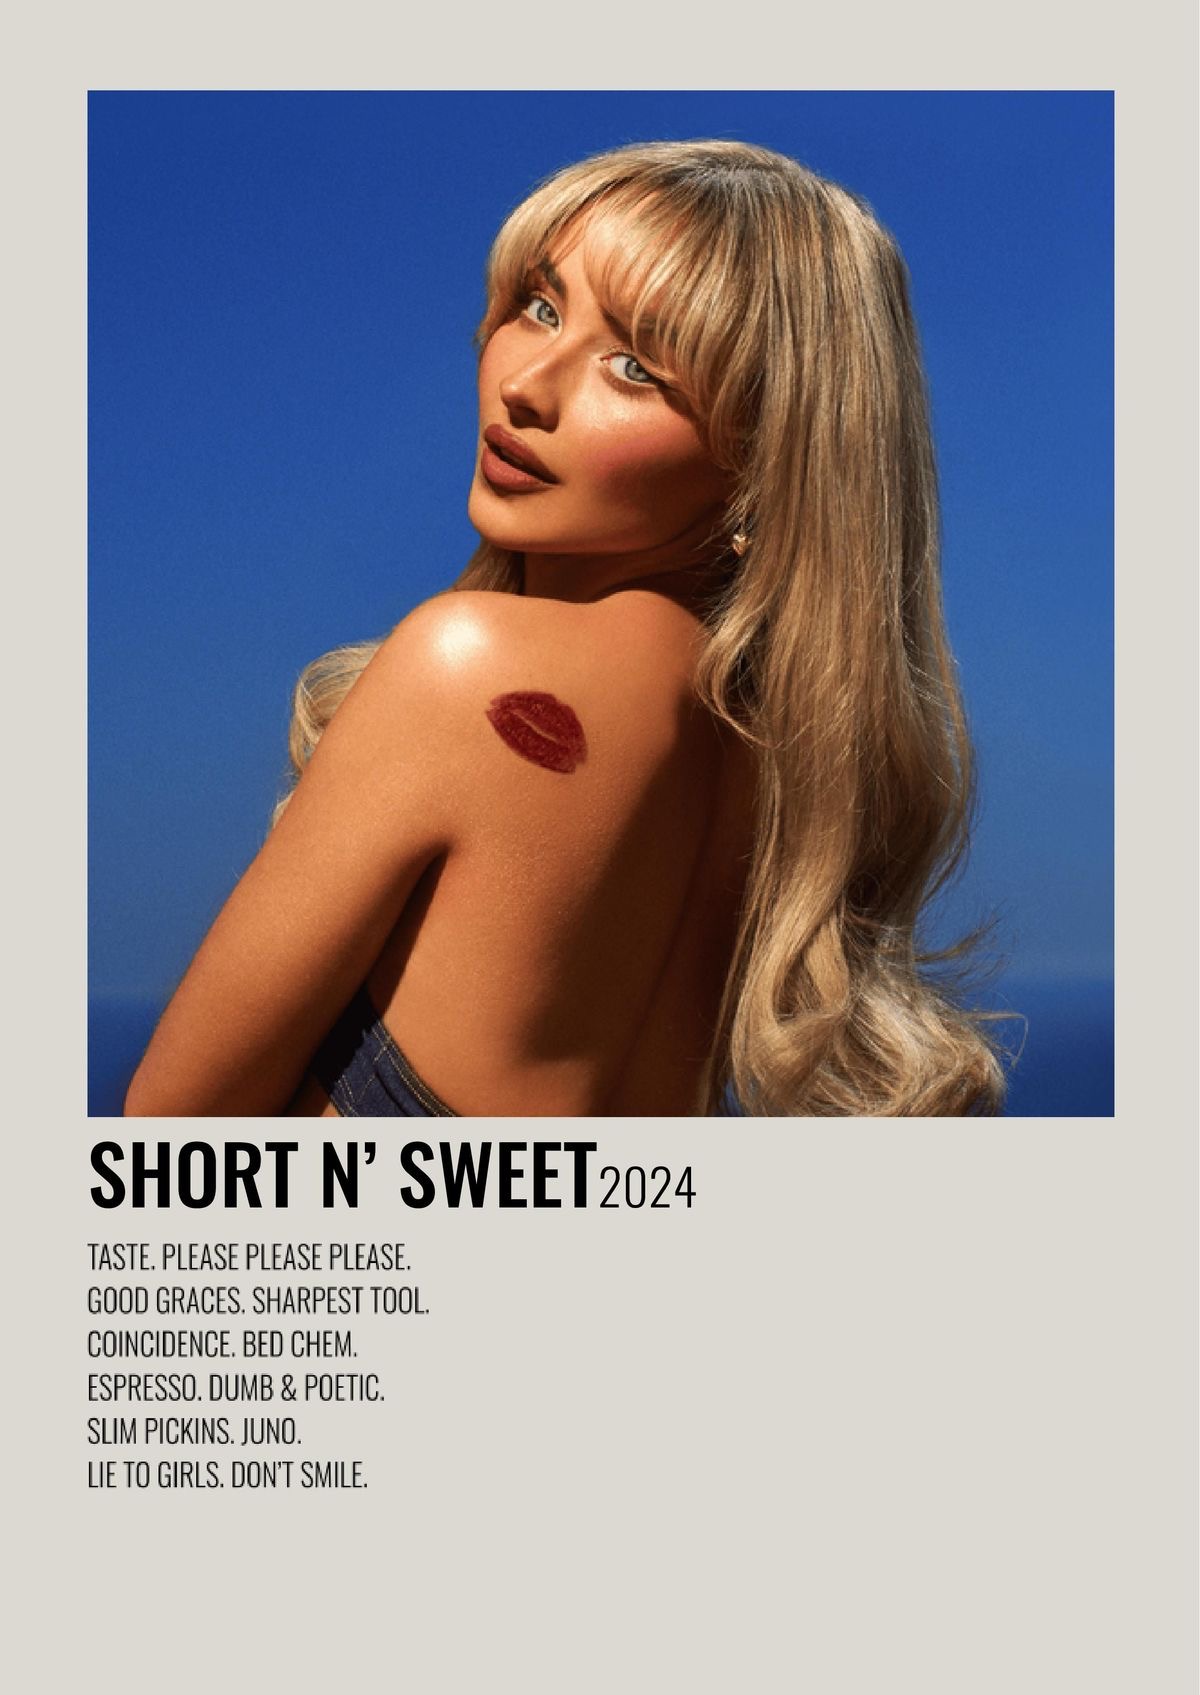 SHORT N’ SWEET2024
TASTE. PLEASE PLEASE PLEASE.
GOOD GRACES. SHARPEST TOOL.
COINCIDENCE. BED CHEM.
ESPRESSO. DUMB & POETIC.
SLIM PICKINS. JUNO.
LIE TO GIRLS. DON’T SMILE.